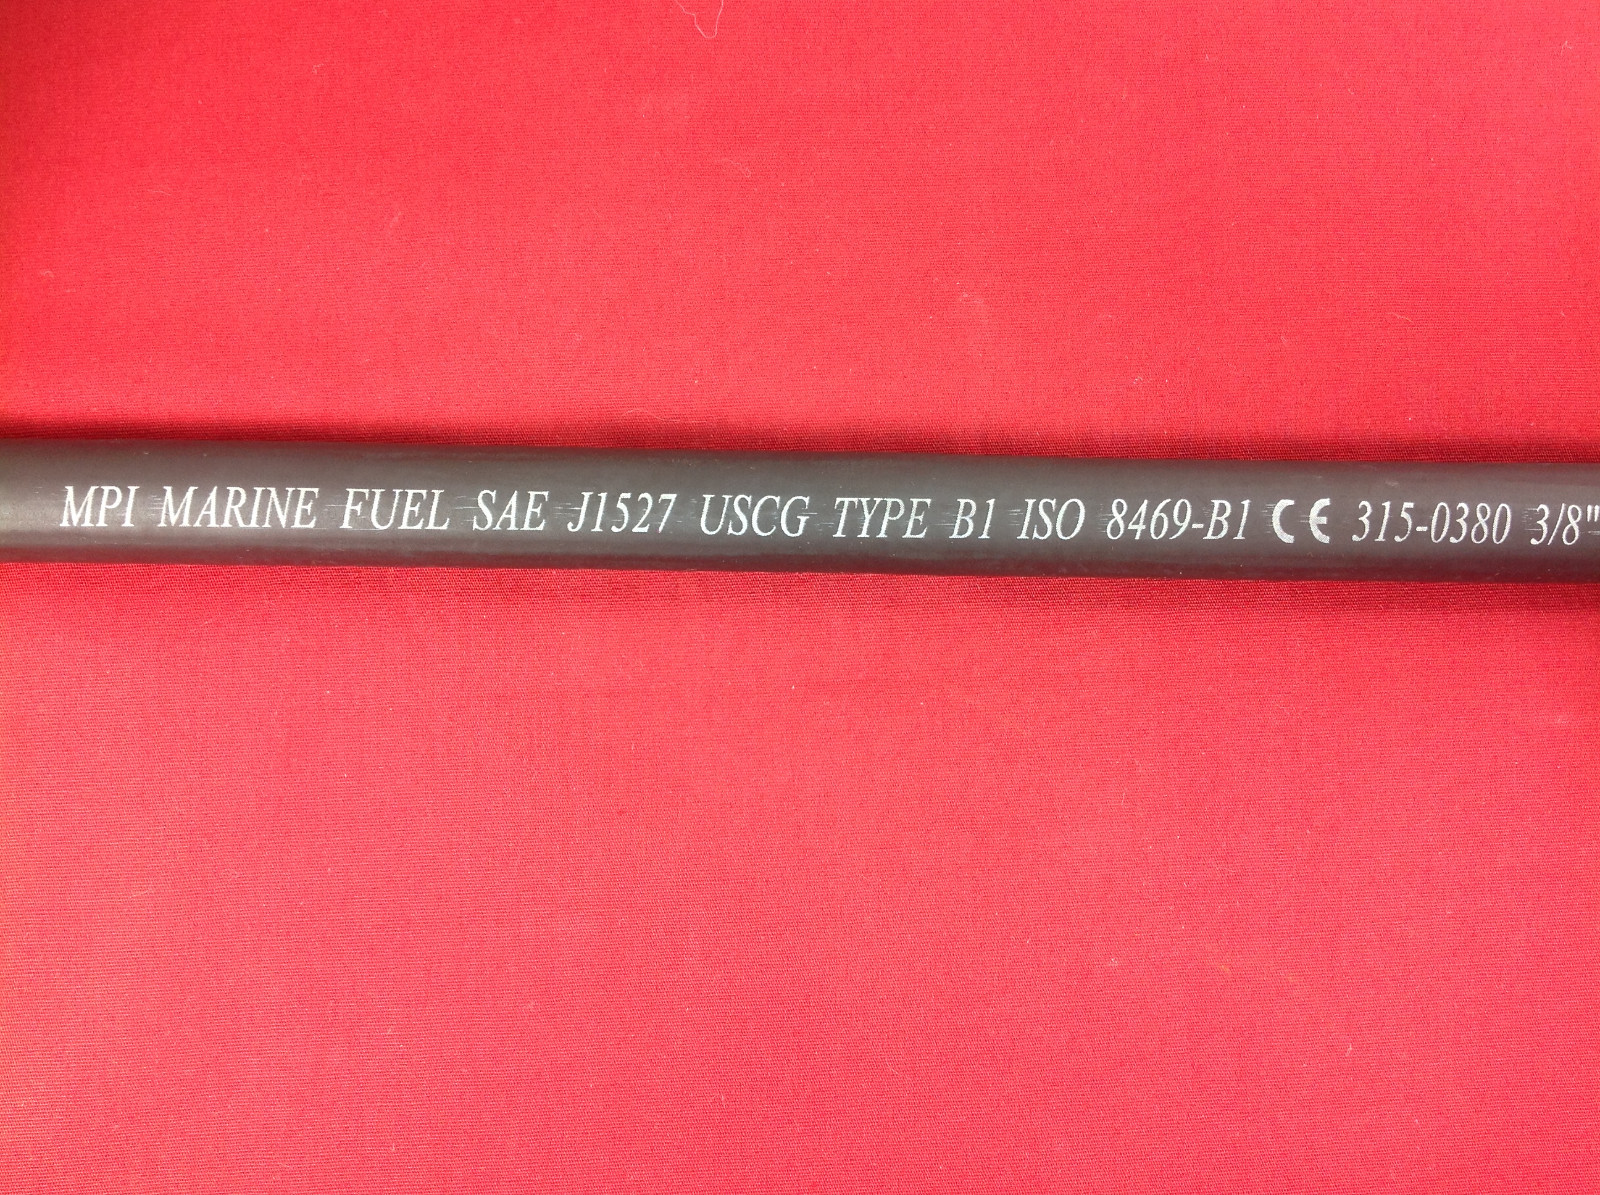 MPI MARINE FUEL SAE J1527 USCG TYPE B1 ISO 8469-B1 CE 315-0380 3/8"